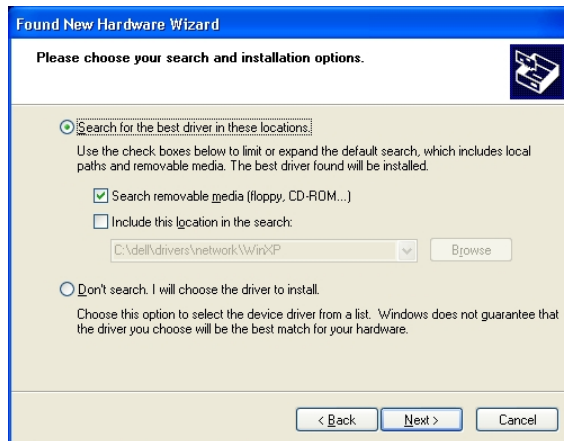 Found New Hardware Wizard
Please choose your search and installation options.
Search for the best driver in these locations.
Use the check boxes below to limit or expand the default search, which includes local
paths and removable media. The best driver found will be installed.
Search removable media (floppy, CD-ROM...)
Include this location in the search:
C:\dell\drivers\network\WinXP
Browse
Don't search. I will choose the driver to install.
Choose this option to select the device driver from a list. Windows does not guarantee that
the driver you choose will be the best match for your hardware.
< Back
Next >
Cancel